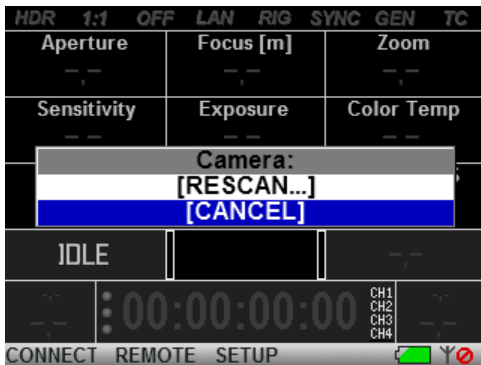 HDR 1:1 OFF LAN RIG SYNC GEN TC
Aperture Focus [m] Zoom
-,- -,- -,-
Sensitivity Exposure Color Temp
-- -- --
Camera:
[RESCAN...]
[CANCEL]
IDLE -,-
-,- CH1 -,-
00:00:00:00 CH2
CH3
-,- CH4 -,-
CONNECT REMOTE SETUP